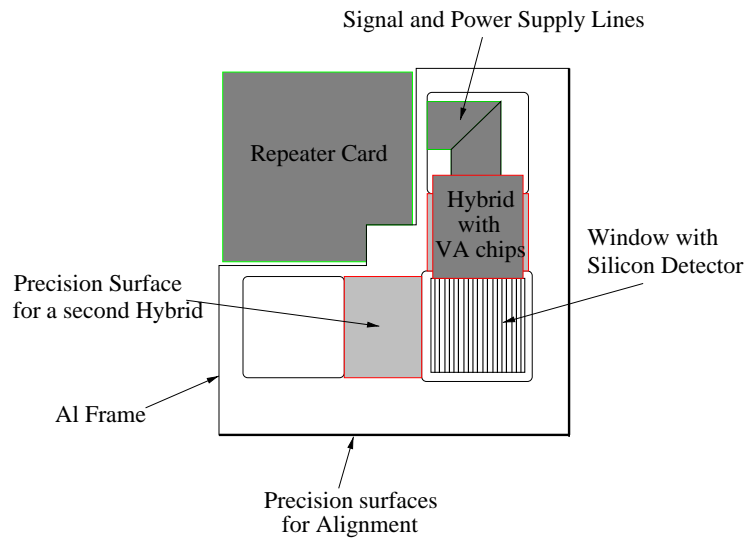 Signal and Power Supply Lines
Repeater Card
Hybrid
with
VA chips
Window with
Silicon Detector
Precision Surface
for a second Hybrid
Al Frame
Precision surfaces
for Alignment